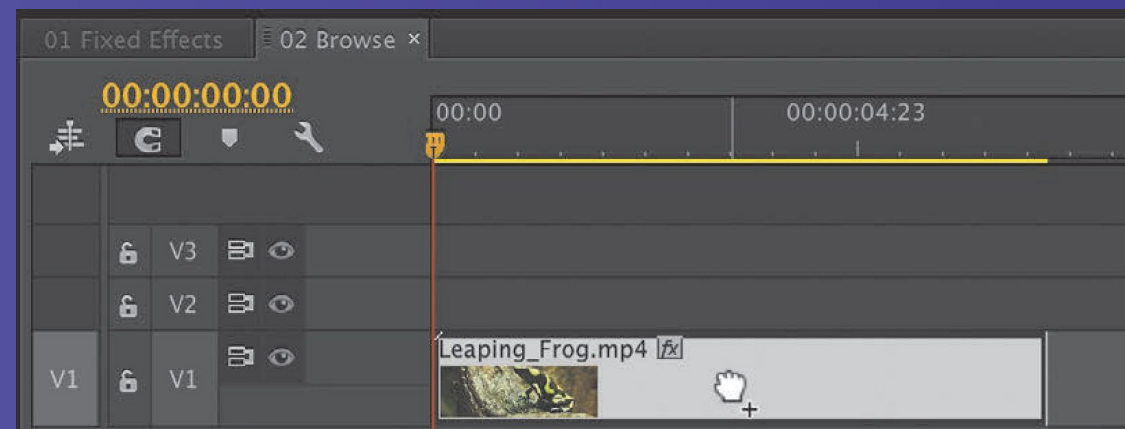 01 Fixed Effects 02 Browse ×
00:00:00:00
00:00 00:00:04:23
V3
V2
Leaping_Frog.mp4 fx
V1 V1